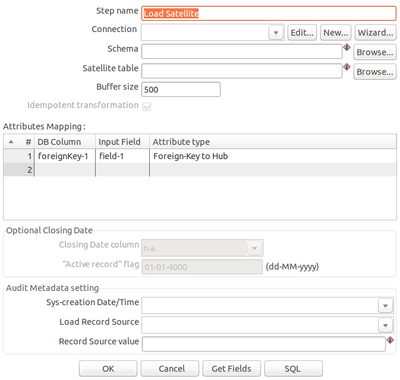 Step name Load Satellite
Connection Edit... New... Wizard...
Schema Browse...
Satellite table Browse...
Buffer size 500
Idempotent transformation
Attributes Mapping:
# DB Column Input Field Attribute type
1 foreignKey-1 field-1 Foreign-Key to Hub
2
Optional Closing Date
Closing Date column n.a.
"Active record" flag 01-01-4000 (dd-MM-yyyy)
Audit Metadata setting
Sys-creation Date/Time
Load Record Source
Record Source value
OK Cancel Get Fields SQL